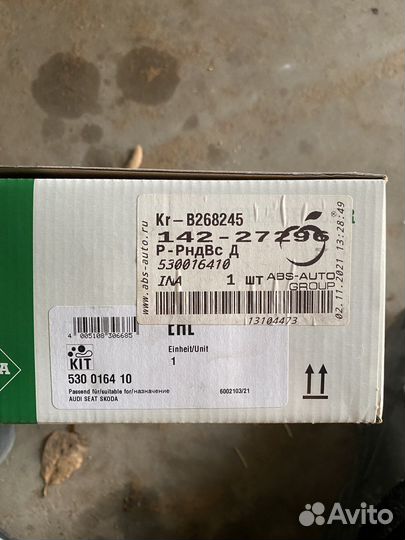 Kr-B268245
142-27296
Р-РндВс Д
530016410
INA 1 шт
ABS-AUTO
GROUP
13104473
www.abs-auto.ru
02.11.2021 13:28:49
4 005108 306685
EAC
KIT
Einheit/Unit
1
530 0164 10
Passend für/suitable for/назначение
6002103/21
AUDI SEAT SKODA
A
Avito